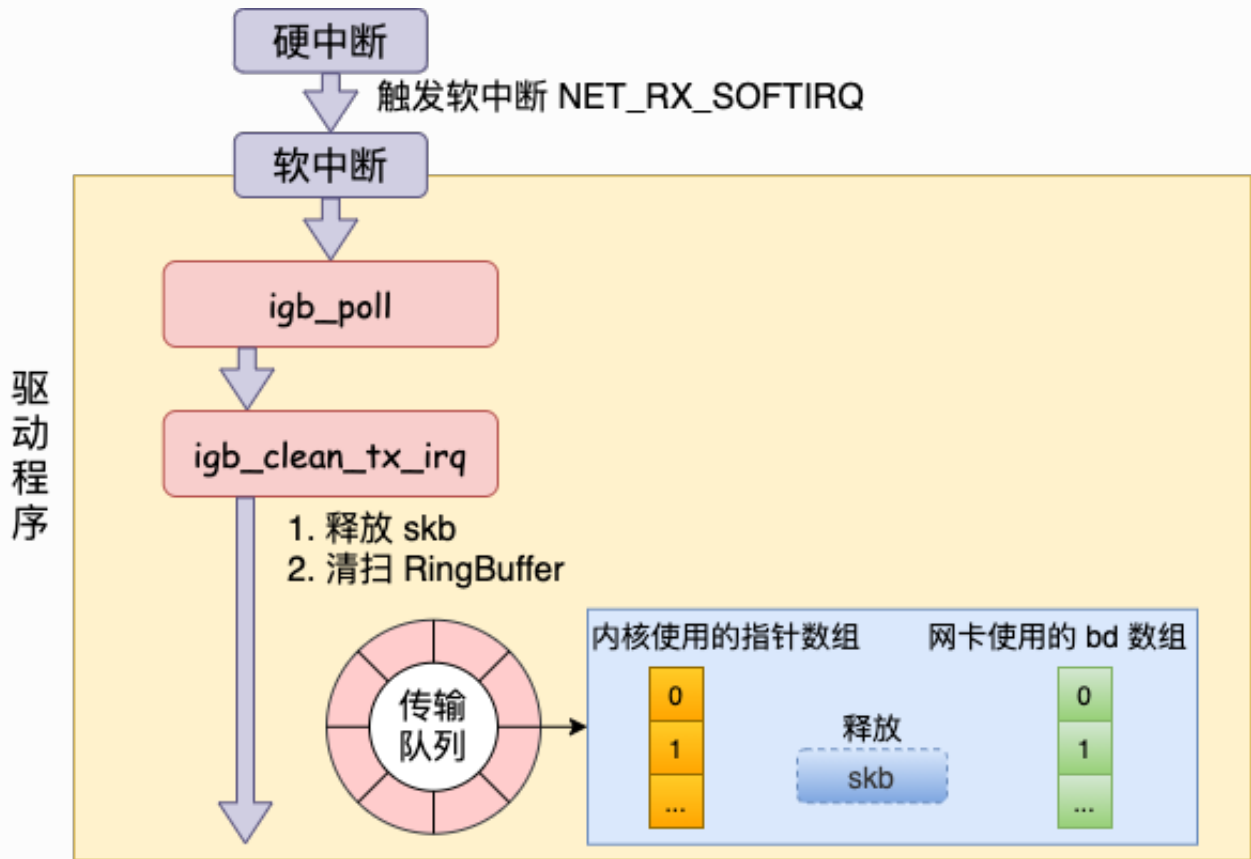 硬中断
触发软中断 NET_RX_SOFTIRQ
软中断
igb_poll
驱动程序
igb_clean_tx_irq
1. 释放 skb
2. 清扫 RingBuffer
传输
队列
内核使用的指针数组
网卡使用的 bd 数组
0
1
...
释放
skb
0
1
...